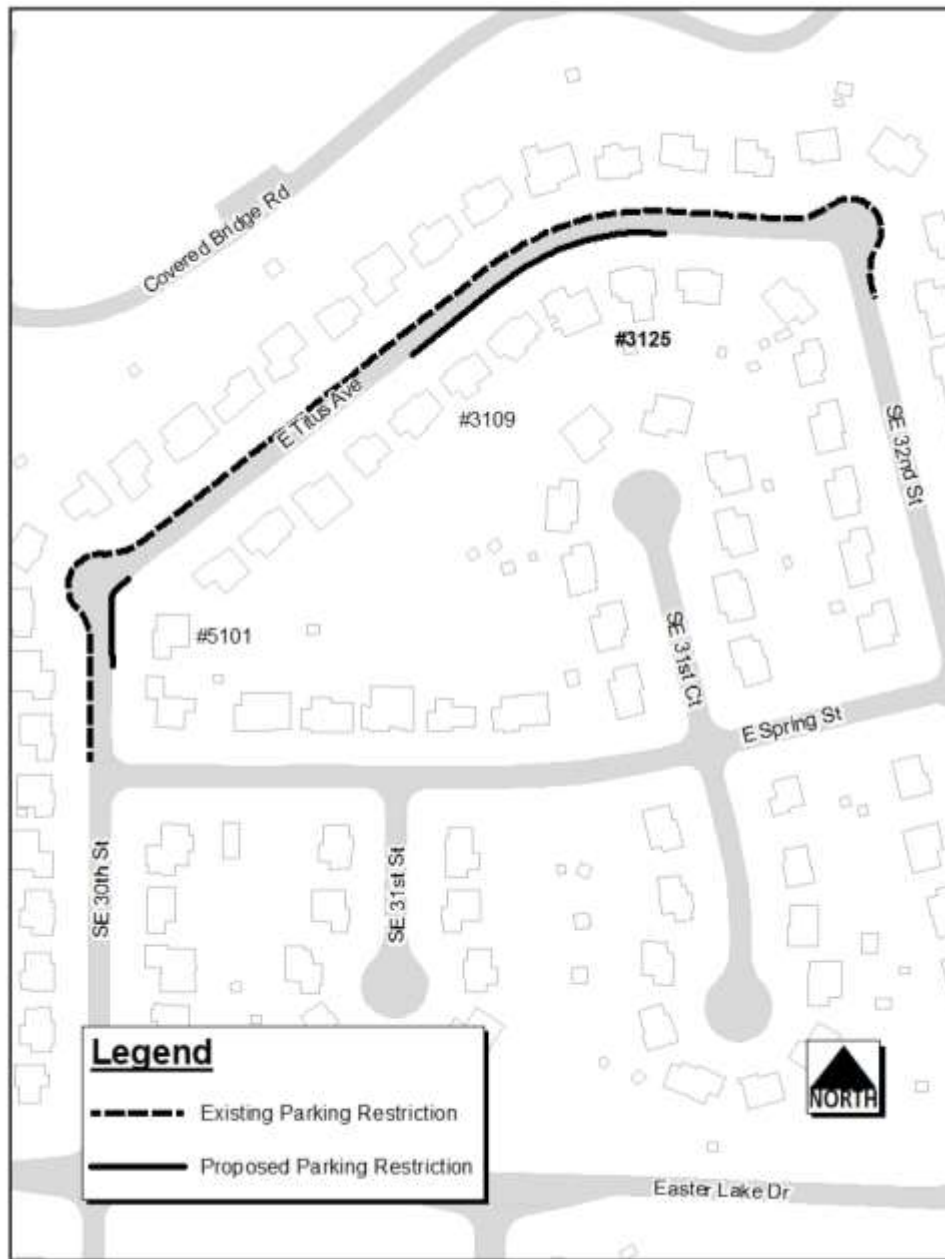 Covered Bridge Rd
#3125
E Titus Ave
#3109
SE 32nd St
#5101
SE 31st Ct
E Spring St
SE 30th St
SE 31st St
Legend
Existing Parking Restriction
Proposed Parking Restriction
NORTH
Easter Lake Dr